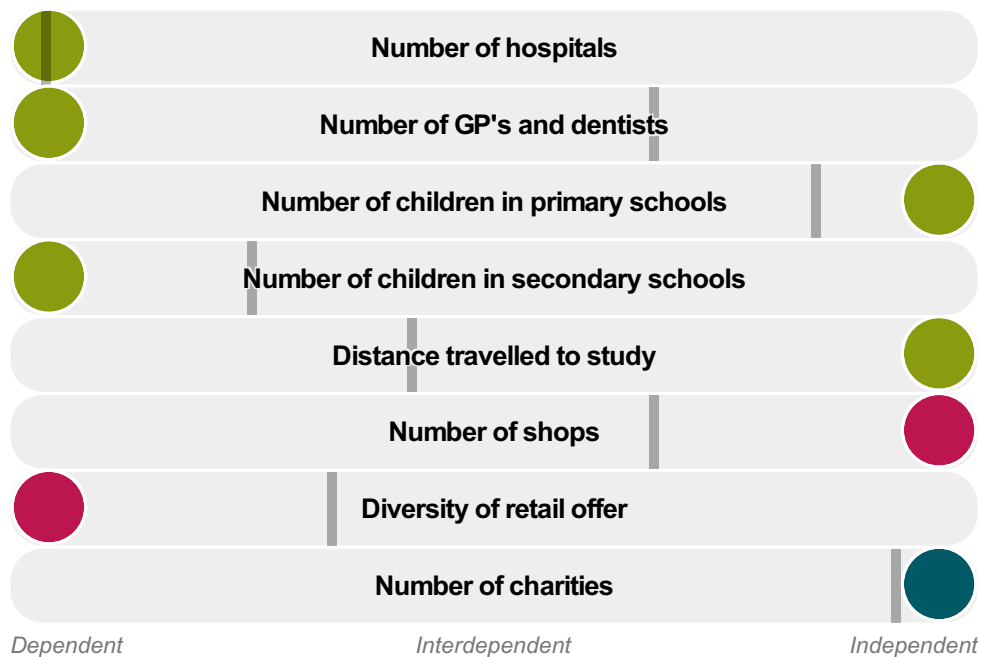 Number of hospitals
Number of GP's and dentists
Number of children in primary schools
Number of children in secondary schools
Distance travelled to study
Number of shops
Diversity of retail offer
Number of charities
Dependent Interdependent Independent